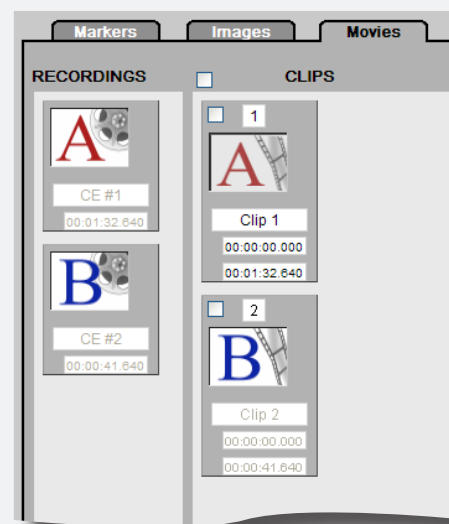 Markers Images Movies
RECORDINGS CLIPS
A
CE #1
00:01:32.640
B
CE #2
00:00:41.640
1
A
Clip 1
00:00:00.000
00:01:32.640
2
B
Clip 2
00:00:00.000
00:00:41.640